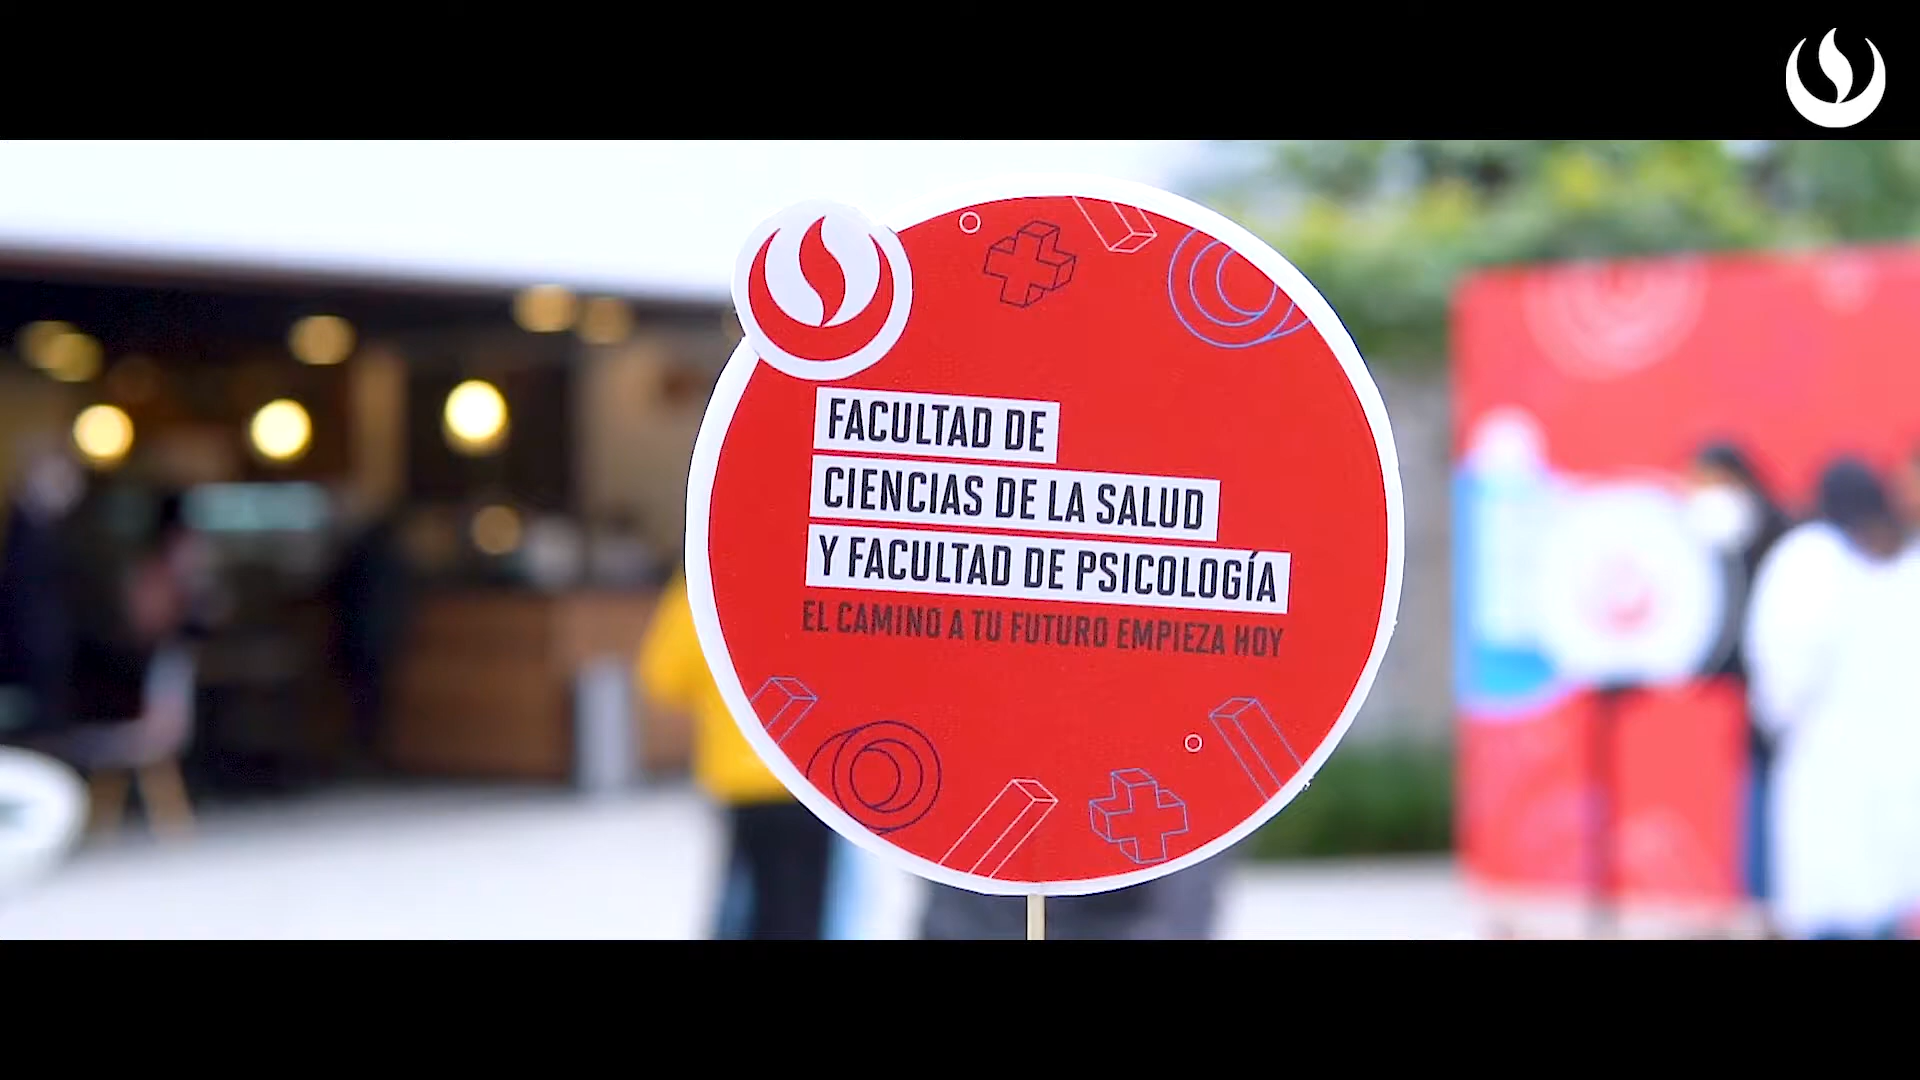 FACULTAD DE
CIENCIAS DE LA SALUD
Y FACULTAD DE PSICOLOGÍA
EL CAMINO A TU FUTURO EMPIEZA HOY